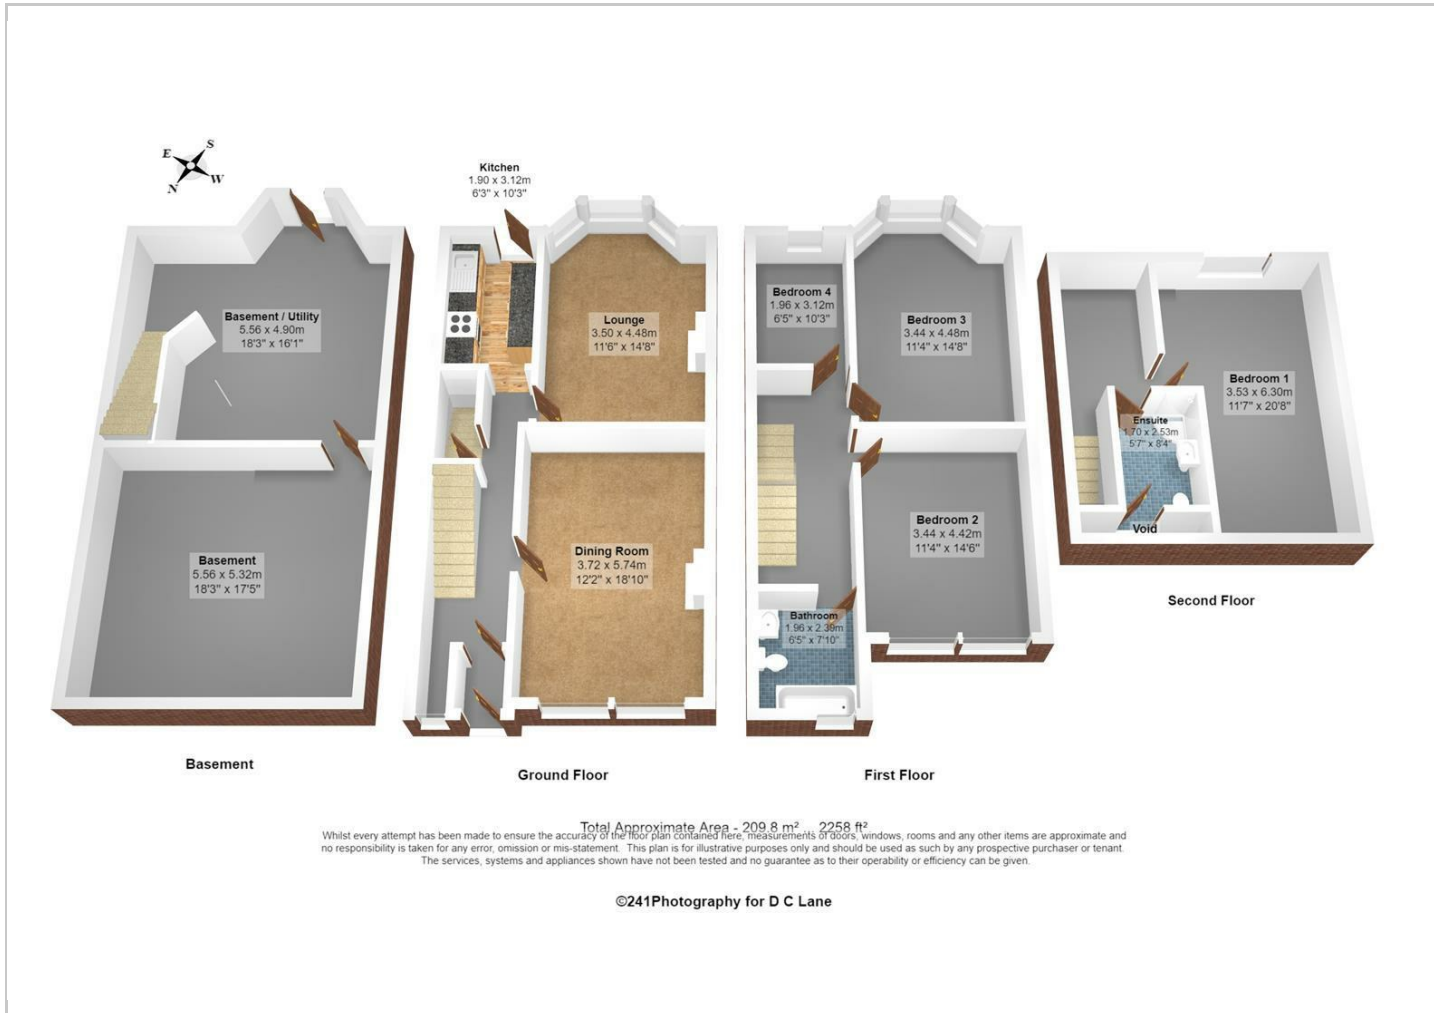 E
S
N
W
Basement / Utility
5.56 x 4.90m
18'3" x 16'1"
Basement
5.56 x 5.32m
18'3" x 17'5"
Basement
Kitchen
1.90 x 3.12m
6'3" x 10'3"
Lounge
3.50 x 4.48m
11'6" x 14'8"
Dining Room
3.72 x 5.74m
12'2" x 18'10"
Ground Floor
Bedroom 4
1.96 x 3.12m
6'5" x 10'3"
Bedroom 3
3.44 x 4.48m
11'4" x 14'8"
Bedroom 2
3.44 x 4.42m
11'4" x 14'6"
Bathroom
1.96 x 2.39m
6'5" x 7'10"
First Floor
Bedroom 1
3.53 x 6.30m
11'7" x 20'8"
Ensuite
1.70 x 2.53m
5'7" x 8'4"
Void
Second Floor
Total Approximate Area - 209.8 m² ... 2258 ft²
Whilst every attempt has been made to ensure the accuracy of the floor plan contained here, measurements of doors, windows, rooms and any other items are approximate and
no responsibility is taken for any error, omission or mis-statement. This plan is for illustrative purposes only and should be used as such by any prospective purchaser or tenant.
The services, systems and appliances shown have not been tested and no guarantee as to their operability or efficiency can be given.
©241Photography for D C Lane